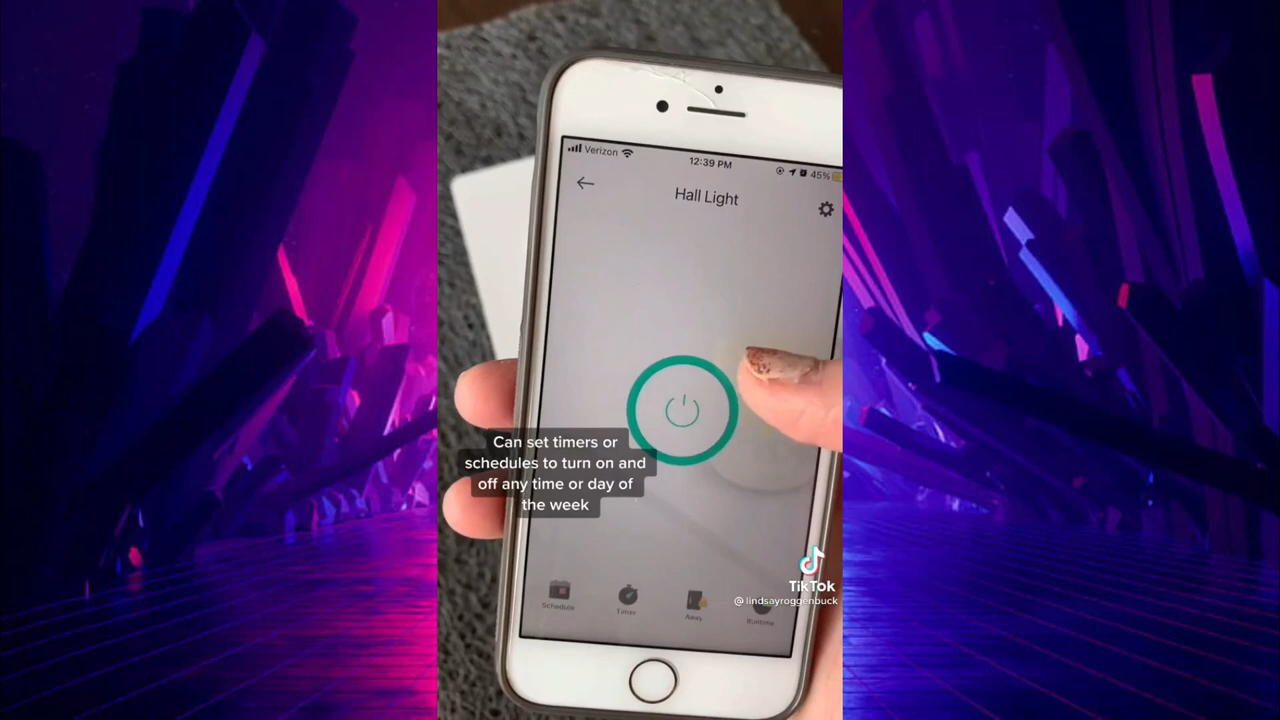 Verizon
12:39 PM
45%
Hall Light
Can set timers or
schedules to turn on and
off any time or day of
the week
TikTok
@lindsayroggenbuck
Schedule
Timer
Away
Runtime